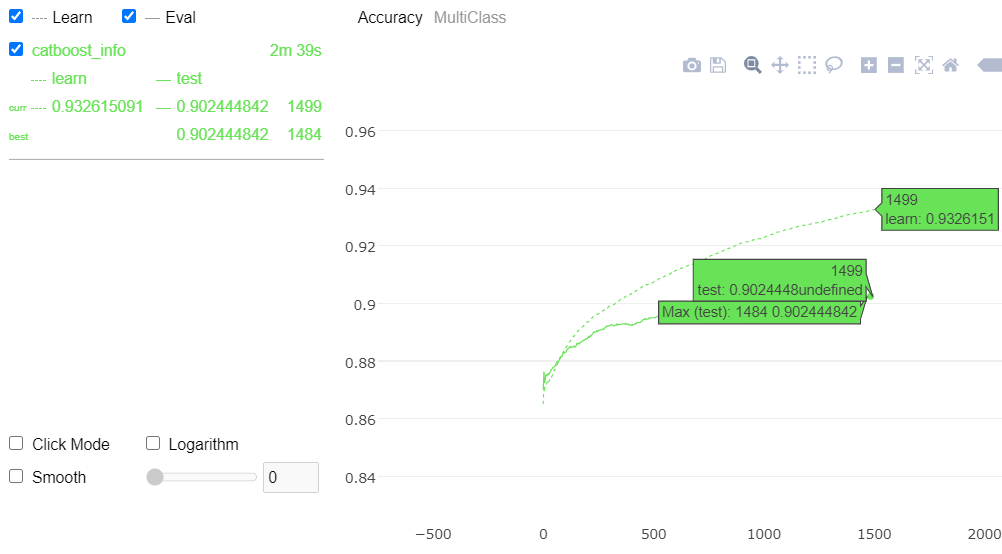 Learn Eval
catboost_info 2m 39s
learn test
curr 0.932615091 0.902444842 1499
best 0.902444842 1484
Click Mode Logarithm
Smooth 0
Accuracy MultiClass
0.96
0.94
0.92
0.9
0.88
0.86
0.84
1499
learn: 0.9326151
1499
test: 0.9024448undefined
Max (test): 1484 0.902444842
−500 0 500 1000 1500 2000